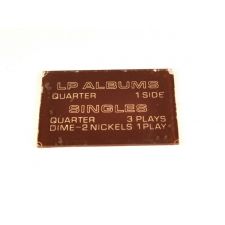 LP ALBUMS
QUARTER 1 SIDE
SINGLES
QUARTER 3 PLAYS
DIME-2 NICKELS 1 PLAY